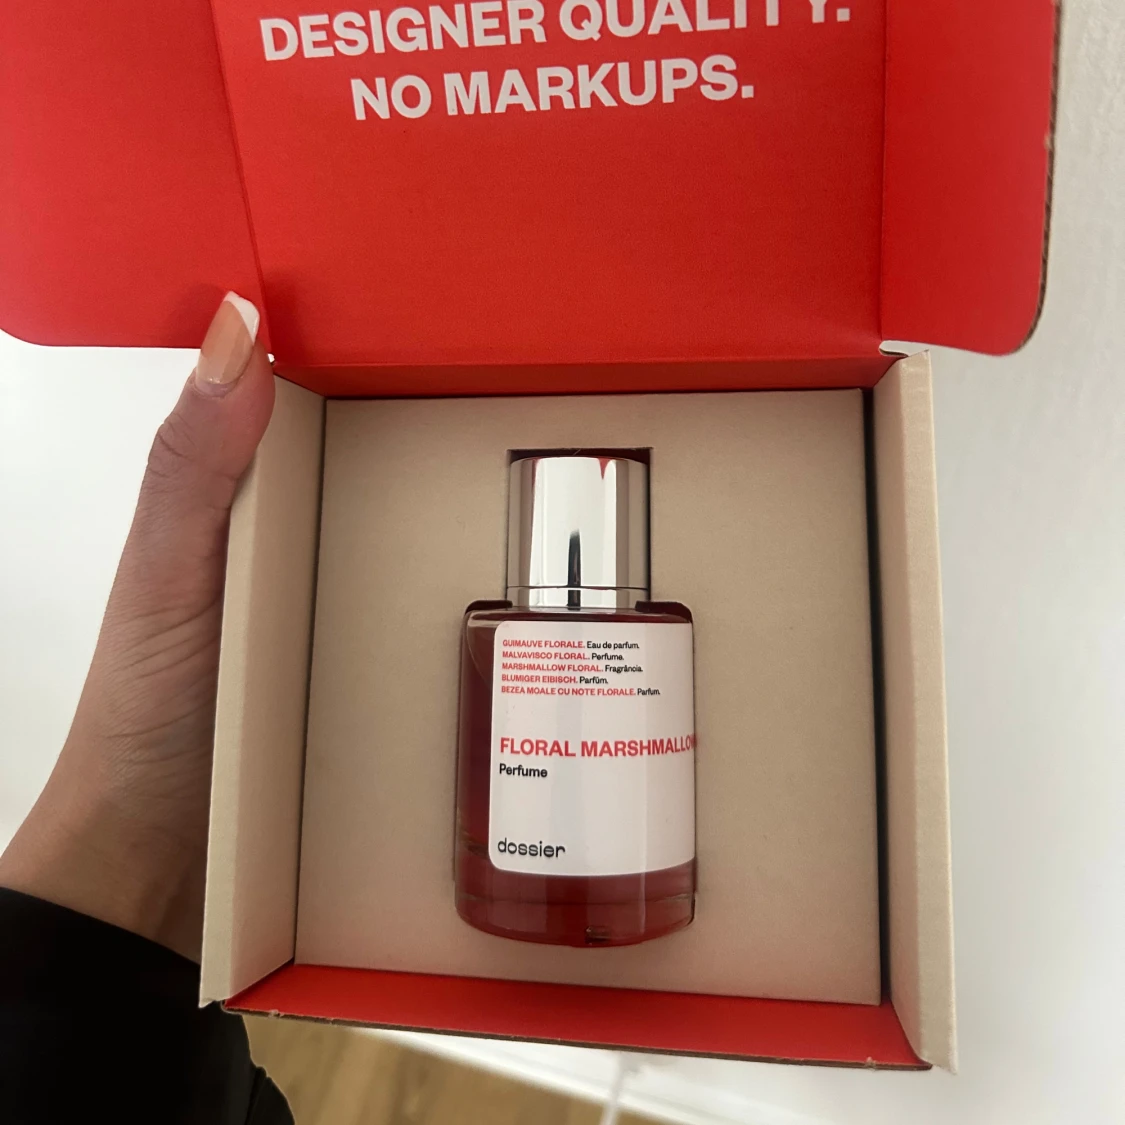 DESIGNER QUALITY.
NO MARKUPS.
GUIMAUVE FLORALE. Eau de parfum.
MALVAVISCO FLORAL. Perfume.
MARSHMALLOW FLORAL. Fragrância.
BLUMIGER EIBISCH. Parfüm.
BEZEA MOALE CU NOTE FLORALE. Parfum.
FLORAL MARSHMALLOW
Perfume
dossier